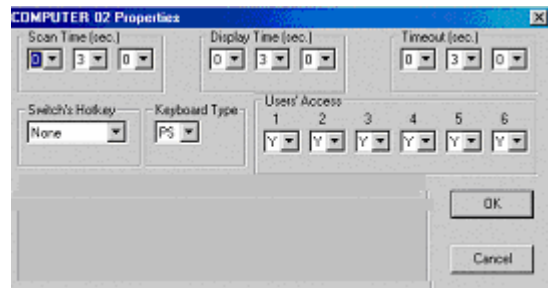 COMPUTER 02 Properties
Scan Time (sec.) Display Time (sec.) Timeout (sec.)
0 3 0 0 3 0 0 3 0
Switch's Hotkey Keyboard Type Users' Access
1 2 3 4 5 6
None PS Y Y Y Y Y Y
OK
Cancel